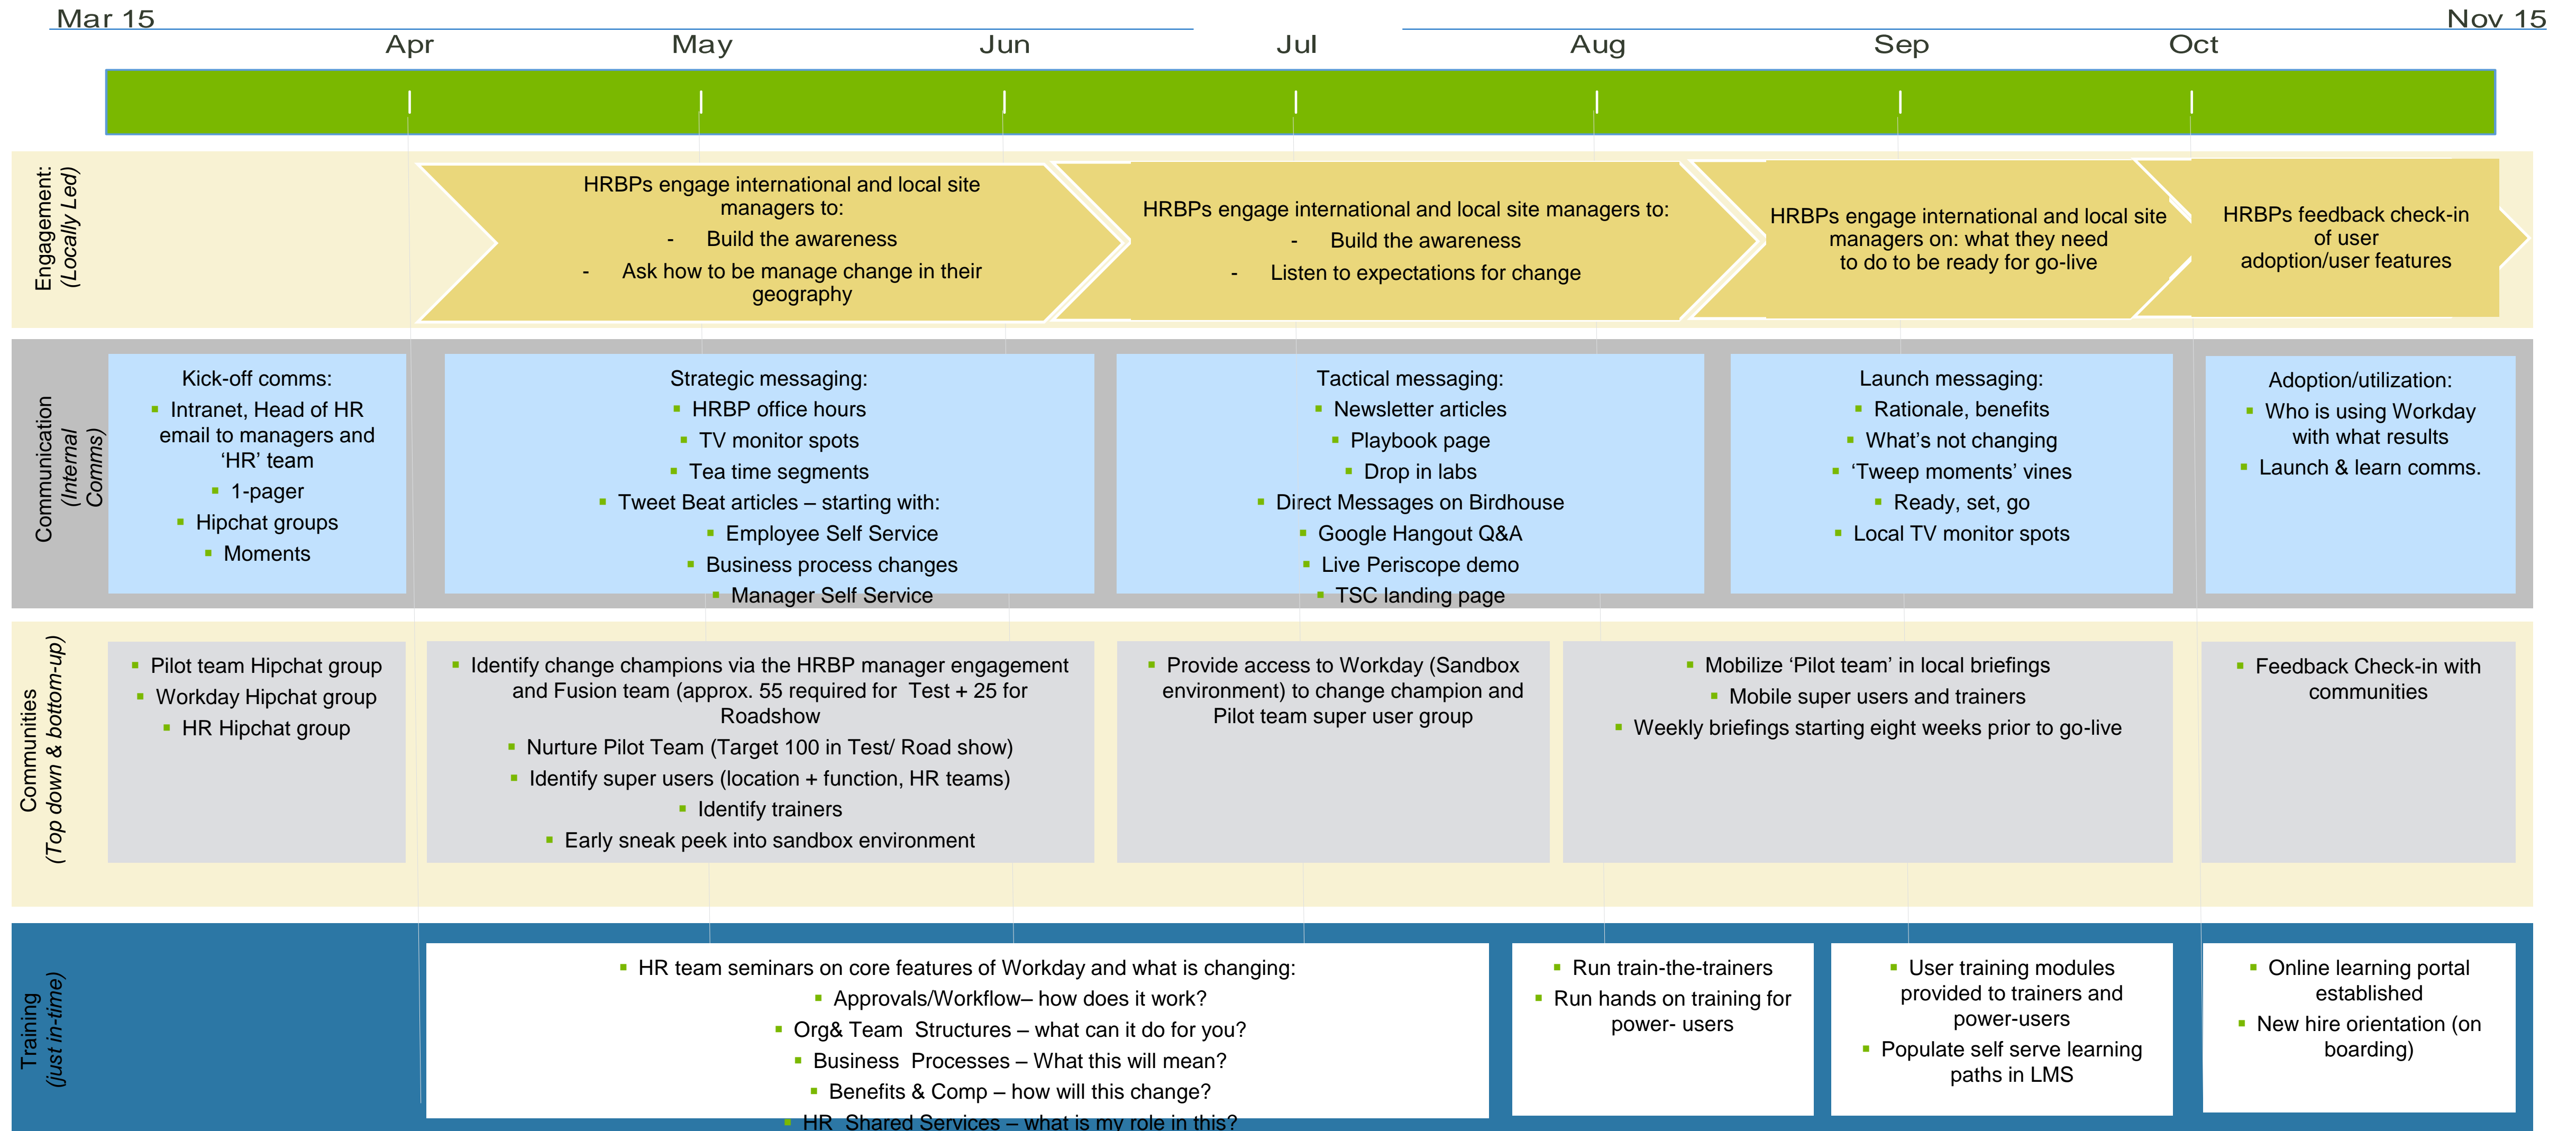 Mar 15
Nov 15
Apr
May
Jun
Jul
Aug
Sep
Oct
Engagement:
(Locally Led)
HRBPs engage international and local site
managers to:
- Build the awareness
- Ask how to be manage change in their
geography
HRBPs engage international and local site managers to:
- Build the awareness
- Listen to expectations for change
HRBPs engage international and local site
managers on: what they need
to do to be ready for go-live
HRBPs feedback check-in
of user
adoption/user features
Communication
(Internal
Comms)
Kick-off comms:
▪ Intranet, Head of HR
email to managers and
‘HR’ team
▪ 1-pager
▪ Hipchat groups
▪ Moments
Strategic messaging:
▪ HRBP office hours
▪ TV monitor spots
▪ Tea time segments
▪ Tweet Beat articles – starting with:
▪ Employee Self Service
▪ Business process changes
▪ Manager Self Service
Tactical messaging:
▪ Newsletter articles
▪ Playbook page
▪ Drop in labs
▪ Direct Messages on Birdhouse
▪ Google Hangout Q&A
▪ Live Periscope demo
▪ TSC landing page
Launch messaging:
▪ Rationale, benefits
▪ What’s not changing
▪ ‘Tweep moments’ vines
▪ Ready, set, go
▪ Local TV monitor spots
Adoption/utilization:
▪ Who is using Workday
with what results
▪ Launch & learn comms.
Communities
(Top down & bottom-up)
▪ Pilot team Hipchat group
▪ Workday Hipchat group
▪ HR Hipchat group
▪ Identify change champions via the HRBP manager engagement
and Fusion team (approx. 55 required for Test + 25 for
Roadshow
▪ Nurture Pilot Team (Target 100 in Test/ Road show)
▪ Identify super users (location + function, HR teams)
▪ Identify trainers
▪ Early sneak peek into sandbox environment
▪ Provide access to Workday (Sandbox
environment) to change champion and
Pilot team super user group
▪ Mobilize ‘Pilot team’ in local briefings
▪ Mobile super users and trainers
▪ Weekly briefings starting eight weeks prior to go-live
▪ Feedback Check-in with
communities
Training
(just in-time)
▪ HR team seminars on core features of Workday and what is changing:
▪ Approvals/Workflow– how does it work?
▪ Org& Team Structures – what can it do for you?
▪ Business Processes – What this will mean?
▪ Benefits & Comp – how will this change?
▪ HR Shared Services – what is my role in this?
▪ Run train-the-trainers
▪ Run hands on training for
power- users
▪ User training modules
provided to trainers and
power-users
▪ Populate self serve learning
paths in LMS
▪ Online learning portal
established
▪ New hire orientation (on
boarding)